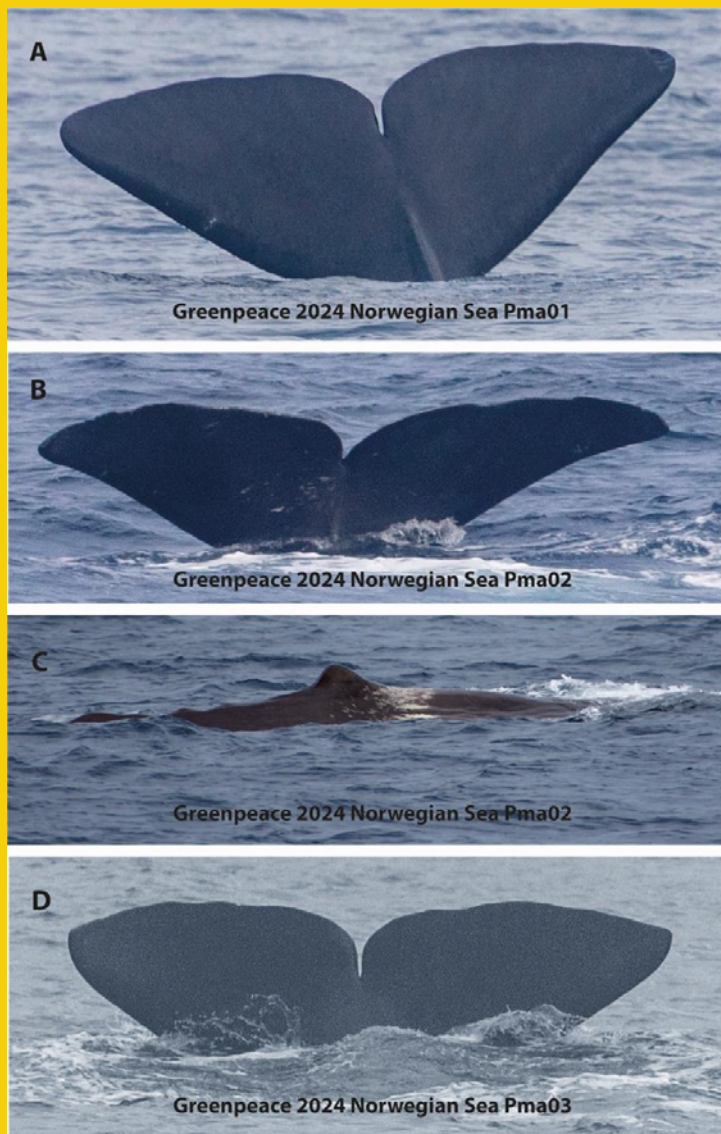 A
Greenpeace 2024 Norwegian Sea Pma01
B
Greenpeace 2024 Norwegian Sea Pma02
C
Greenpeace 2024 Norwegian Sea Pma02
D
Greenpeace 2024 Norwegian Sea Pma03